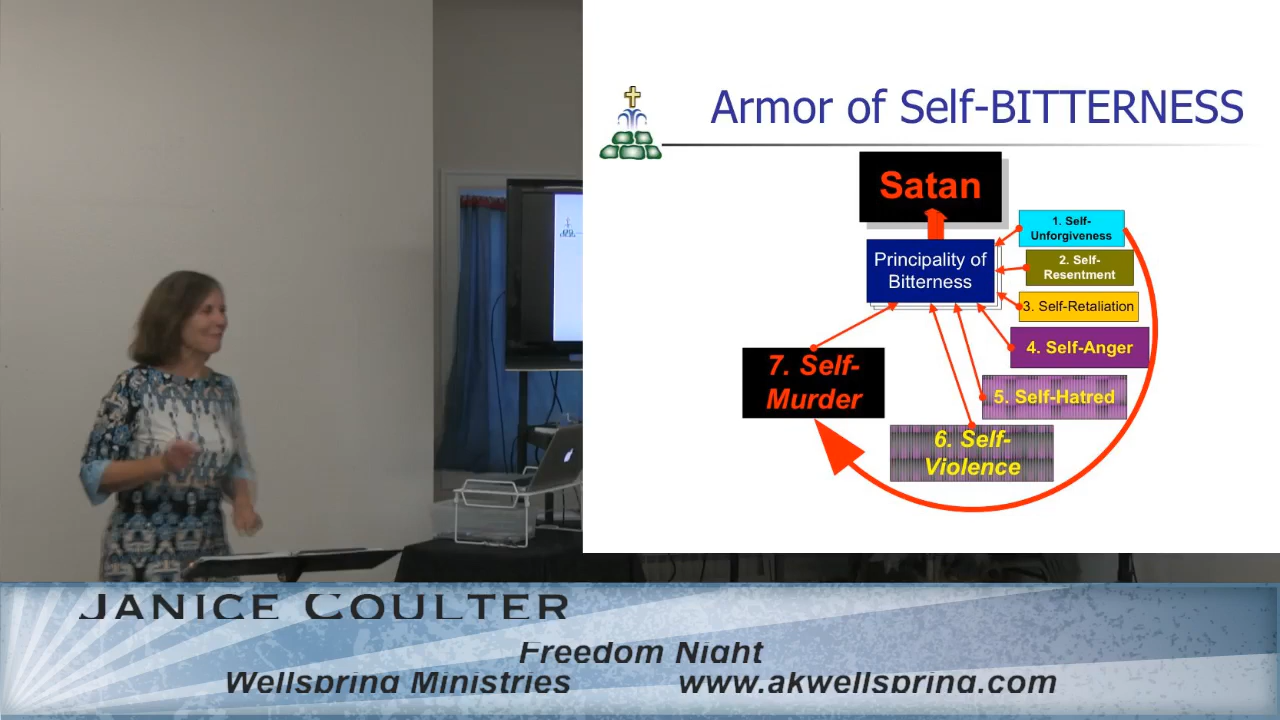 Armor of Self-BITTERNESS
Satan
Principality of
Bitterness
1. Self-
Unforgiveness
2. Self-
Resentment
3. Self-Retaliation
4. Self-Anger
5. Self-Hatred
6. Self-
Violence
7. Self-
Murder
JANICE COULTER
Freedom Night
Wellspring Ministries www.akwellspring.com